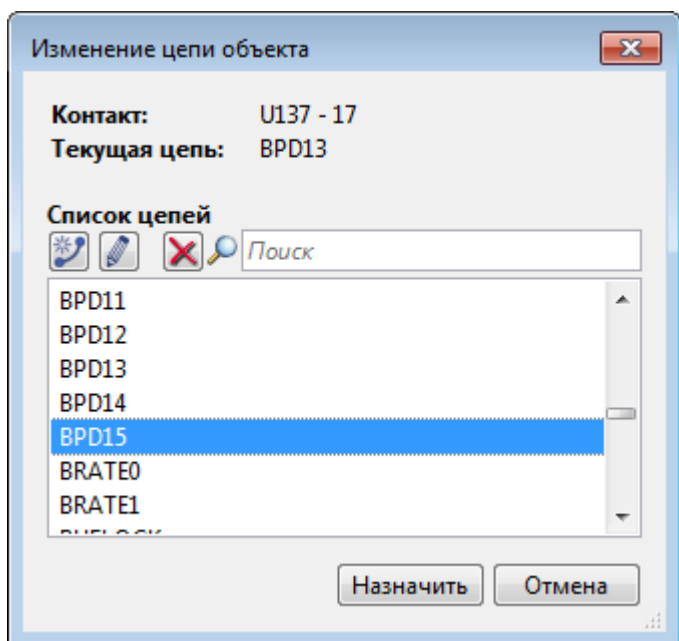 Изменение цепи объекта
Контакт: U137 - 17
Текущая цепь: BPD13
Список цепей
Поиск
BPD11
BPD12
BPD13
BPD14
BPD15
BRATE0
BRATE1
Назначить Отмена